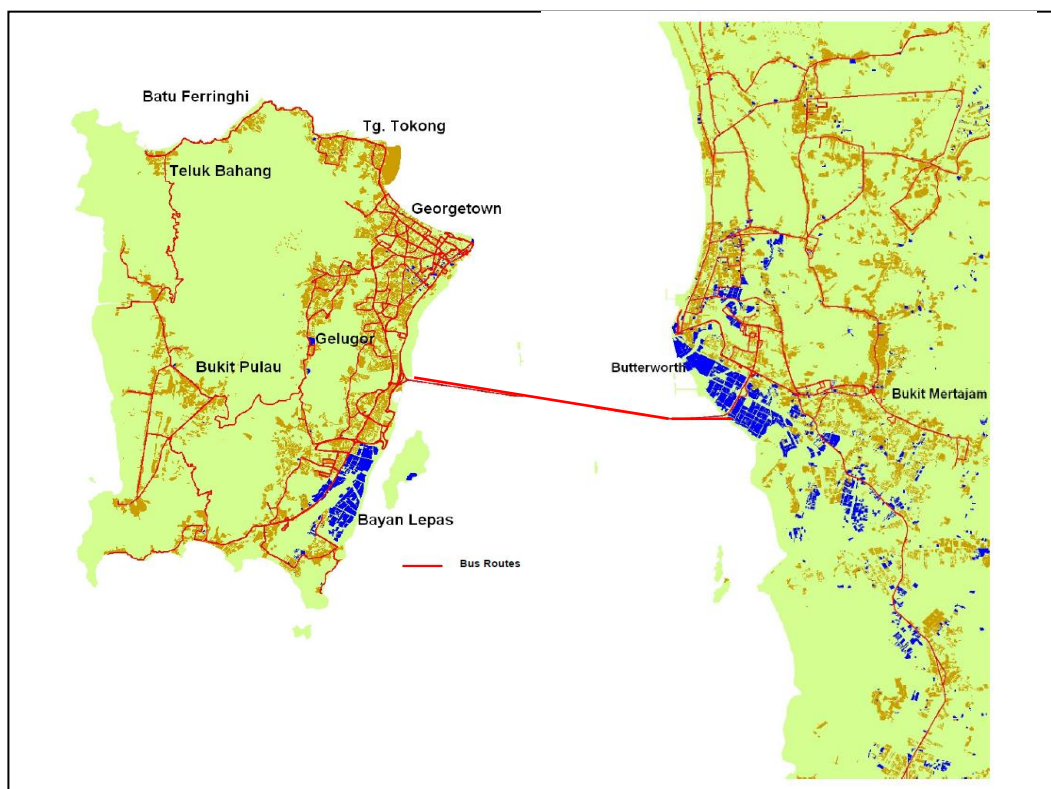 Batu Ferringhi
Tg. Tokong
Teluk Bahang
Georgetown
Gelugor
Bukit Pulau
Butterworth
Bukit Mertajam
Bayan Lepas
Bus Routes